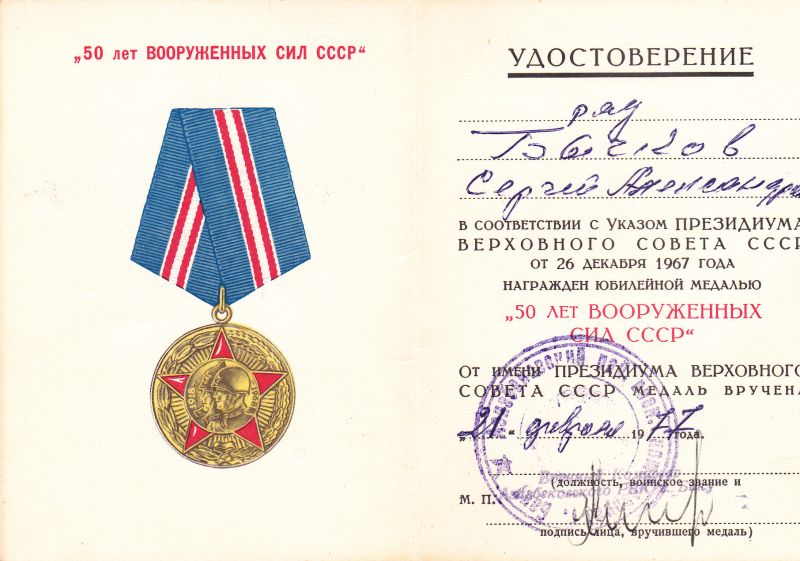 „50 лет ВООРУЖЕННЫХ СИЛ СССР“
УДОСТОВЕРЕНИЕ
ряд
Сергей Александр
В СООТВЕТСТВИИ С УКАЗОМ ПРЕЗИДИУМА
ВЕРХОВНОГО СОВЕТА СССР
ОТ 26 ДЕКАБРЯ 1967 ГОДА
НАГРАЖДЕН ЮБИЛЕЙНОЙ МЕДАЛЬЮ
„50 ЛЕТ ВООРУЖЕННЫХ
СИЛ СССР“
ОТ ИМЕНИ ПРЕЗИДИУМА ВЕРХОВНОГО
СОВЕТА СССР МЕДАЛЬ ВРУЧЕНА
„21“ февраля 1977 года.
(должность, воинское звание и
М. П.
подпись лица, вручившего медаль)